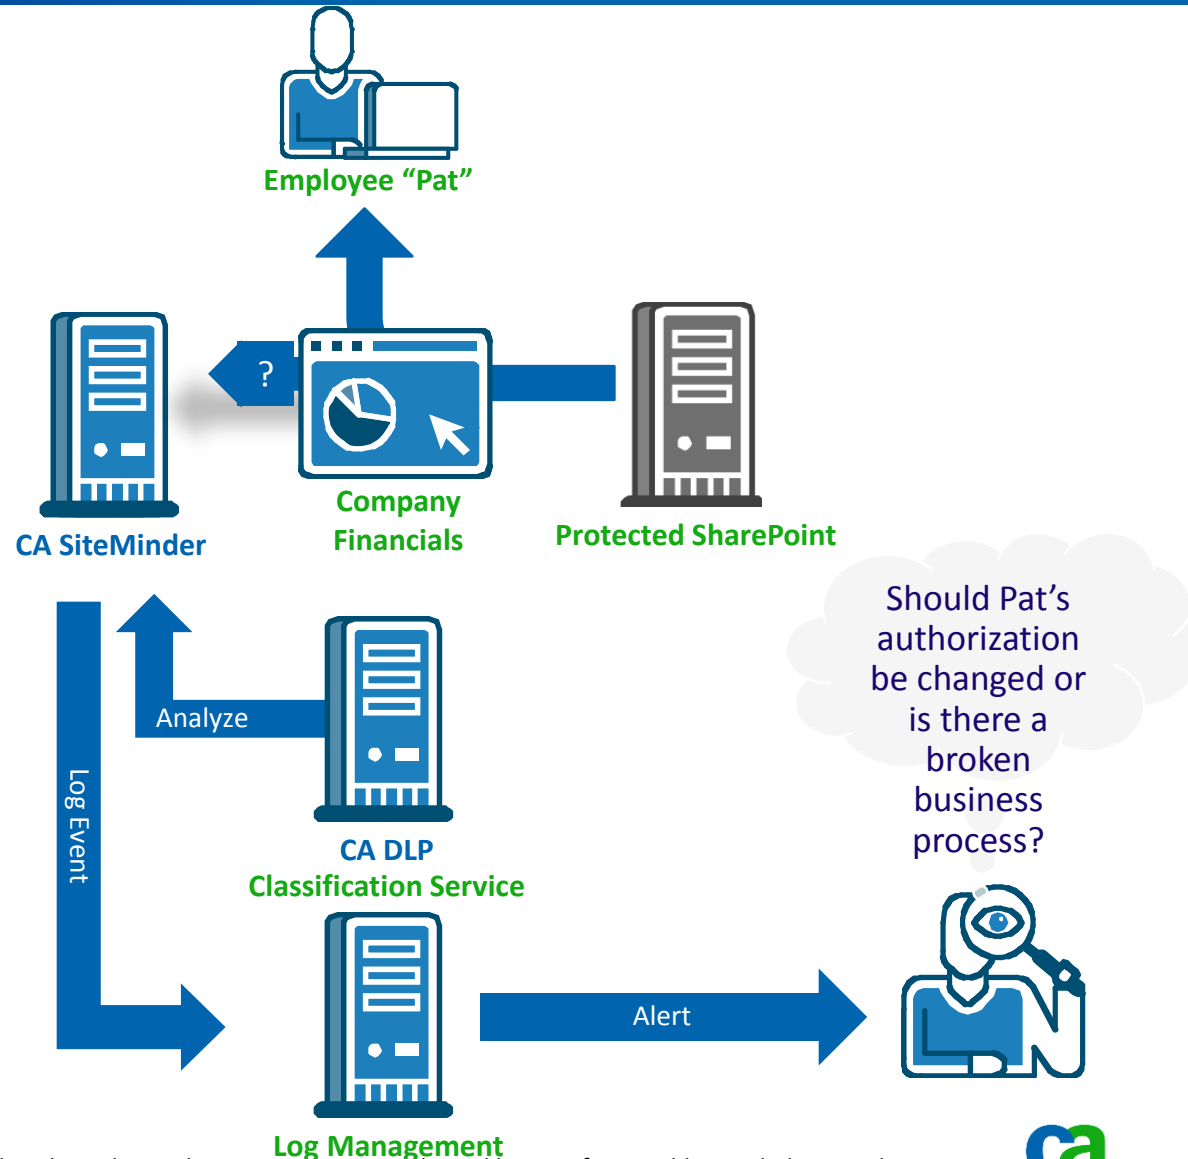 Employee “Pat”
?
CA SiteMinder
Company
Financials
Protected SharePoint
Should Pat’s
authorization
be changed or
is there a
broken
business
process?
Analyze
Log Event
CA DLP
Classification Service
Alert
Log Management
ca